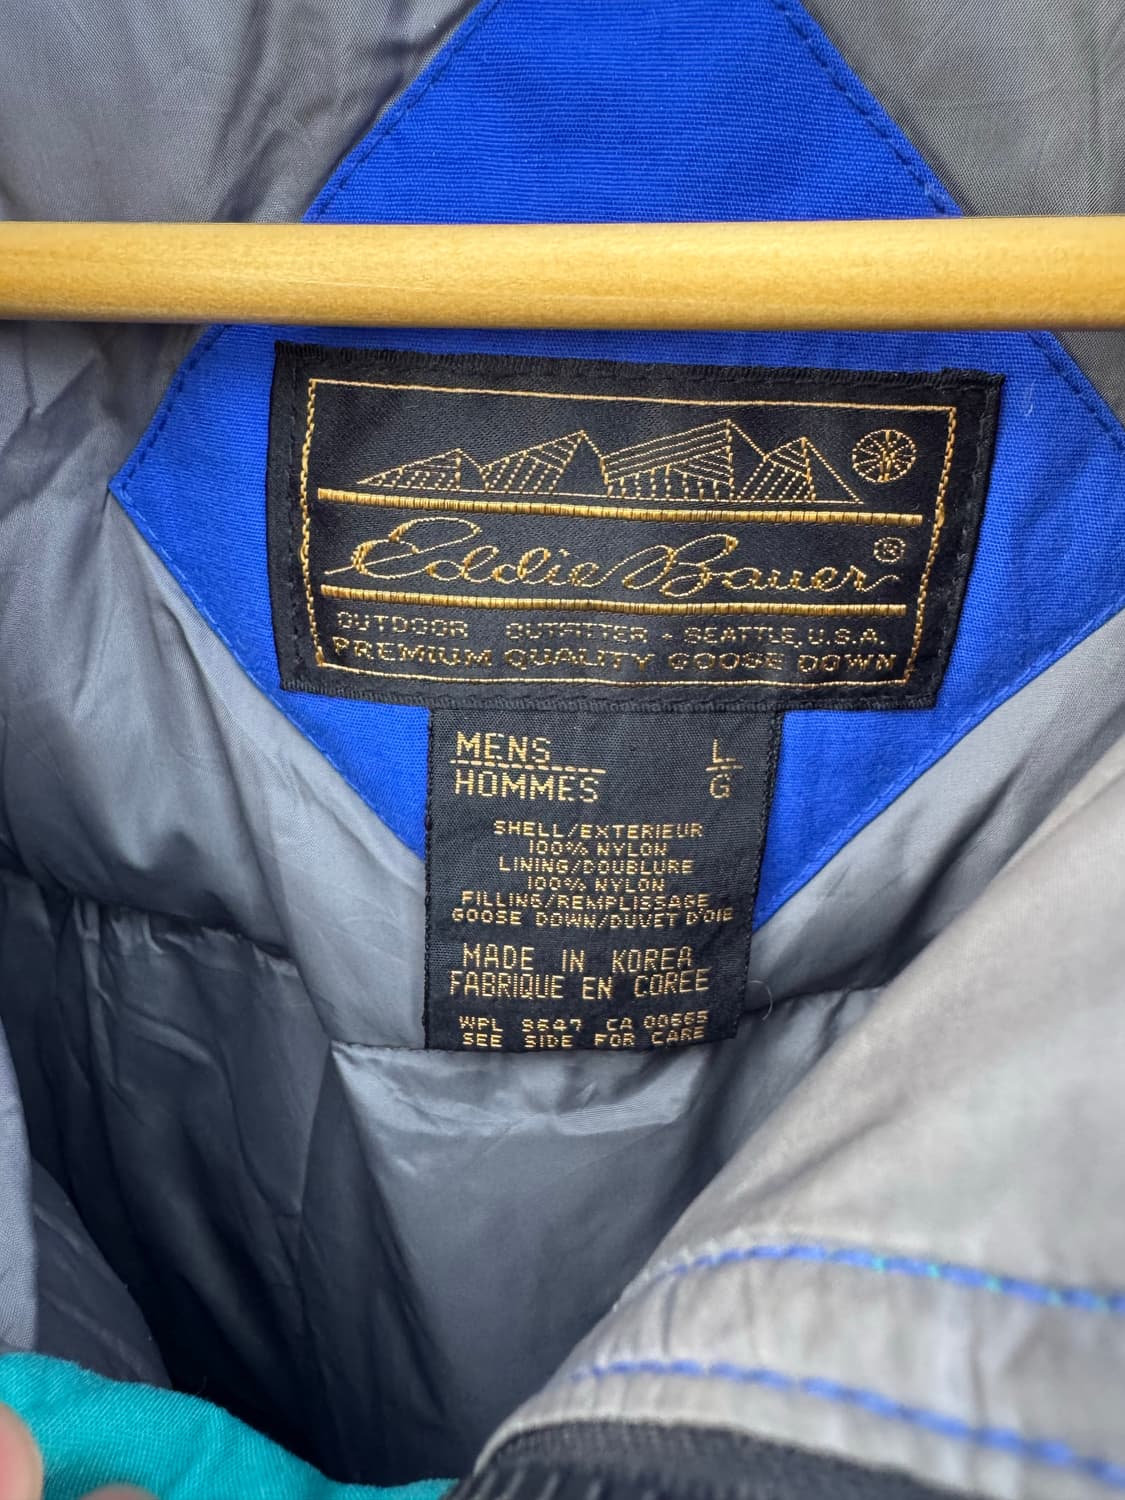 Eddie Bauer ®
OUTDOOR OUTFITTER - SEATTLE, U.S.A.
PREMIUM QUALITY GOOSE DOWN
MENS L
HOMMES G
SHELL/EXTERIEUR
100% NYLON
LINING/DOUBLURE
100% NYLON
FILLING/REMPLISSAGE
GOOSE DOWN/DUVET D'OIE
MADE IN KOREA
FABRIQUE EN COREE
WPL 9647 CA 00665
SEE SIDE FOR CARE